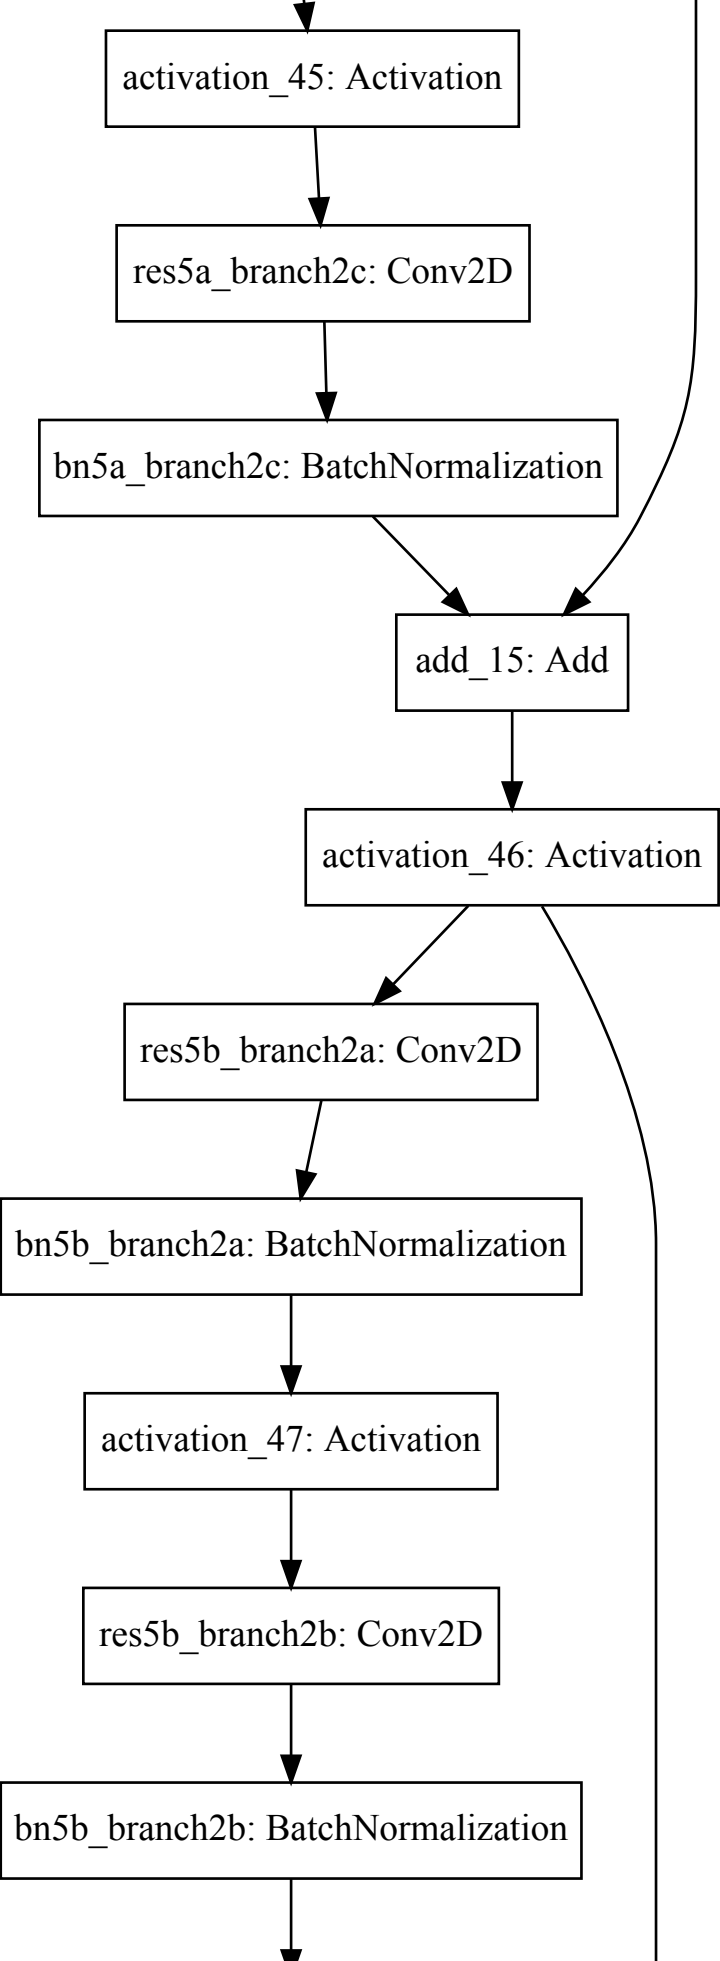 activation_45: Activation
res5a_branch2c: Conv2D
bn5a_branch2c: BatchNormalization
add_15: Add
activation_46: Activation
res5b_branch2a: Conv2D
bn5b_branch2a: BatchNormalization
activation_47: Activation
res5b_branch2b: Conv2D
bn5b_branch2b: BatchNormalization